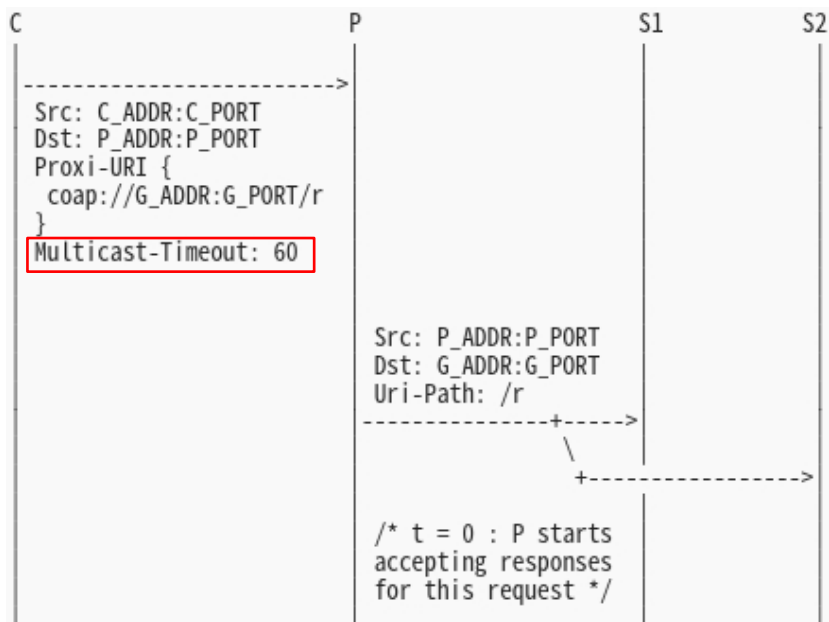 C P S1 S2
Src: C_ADDR:C_PORT
Dst: P_ADDR:P_PORT
Proxi-URI {
coap://G_ADDR:G_PORT/r
}
Multicast-Timeout: 60
Src: P_ADDR:P_PORT
Dst: G_ADDR:G_PORT
Uri-Path: /r
/* t = 0 : P starts
accepting responses
for this request */